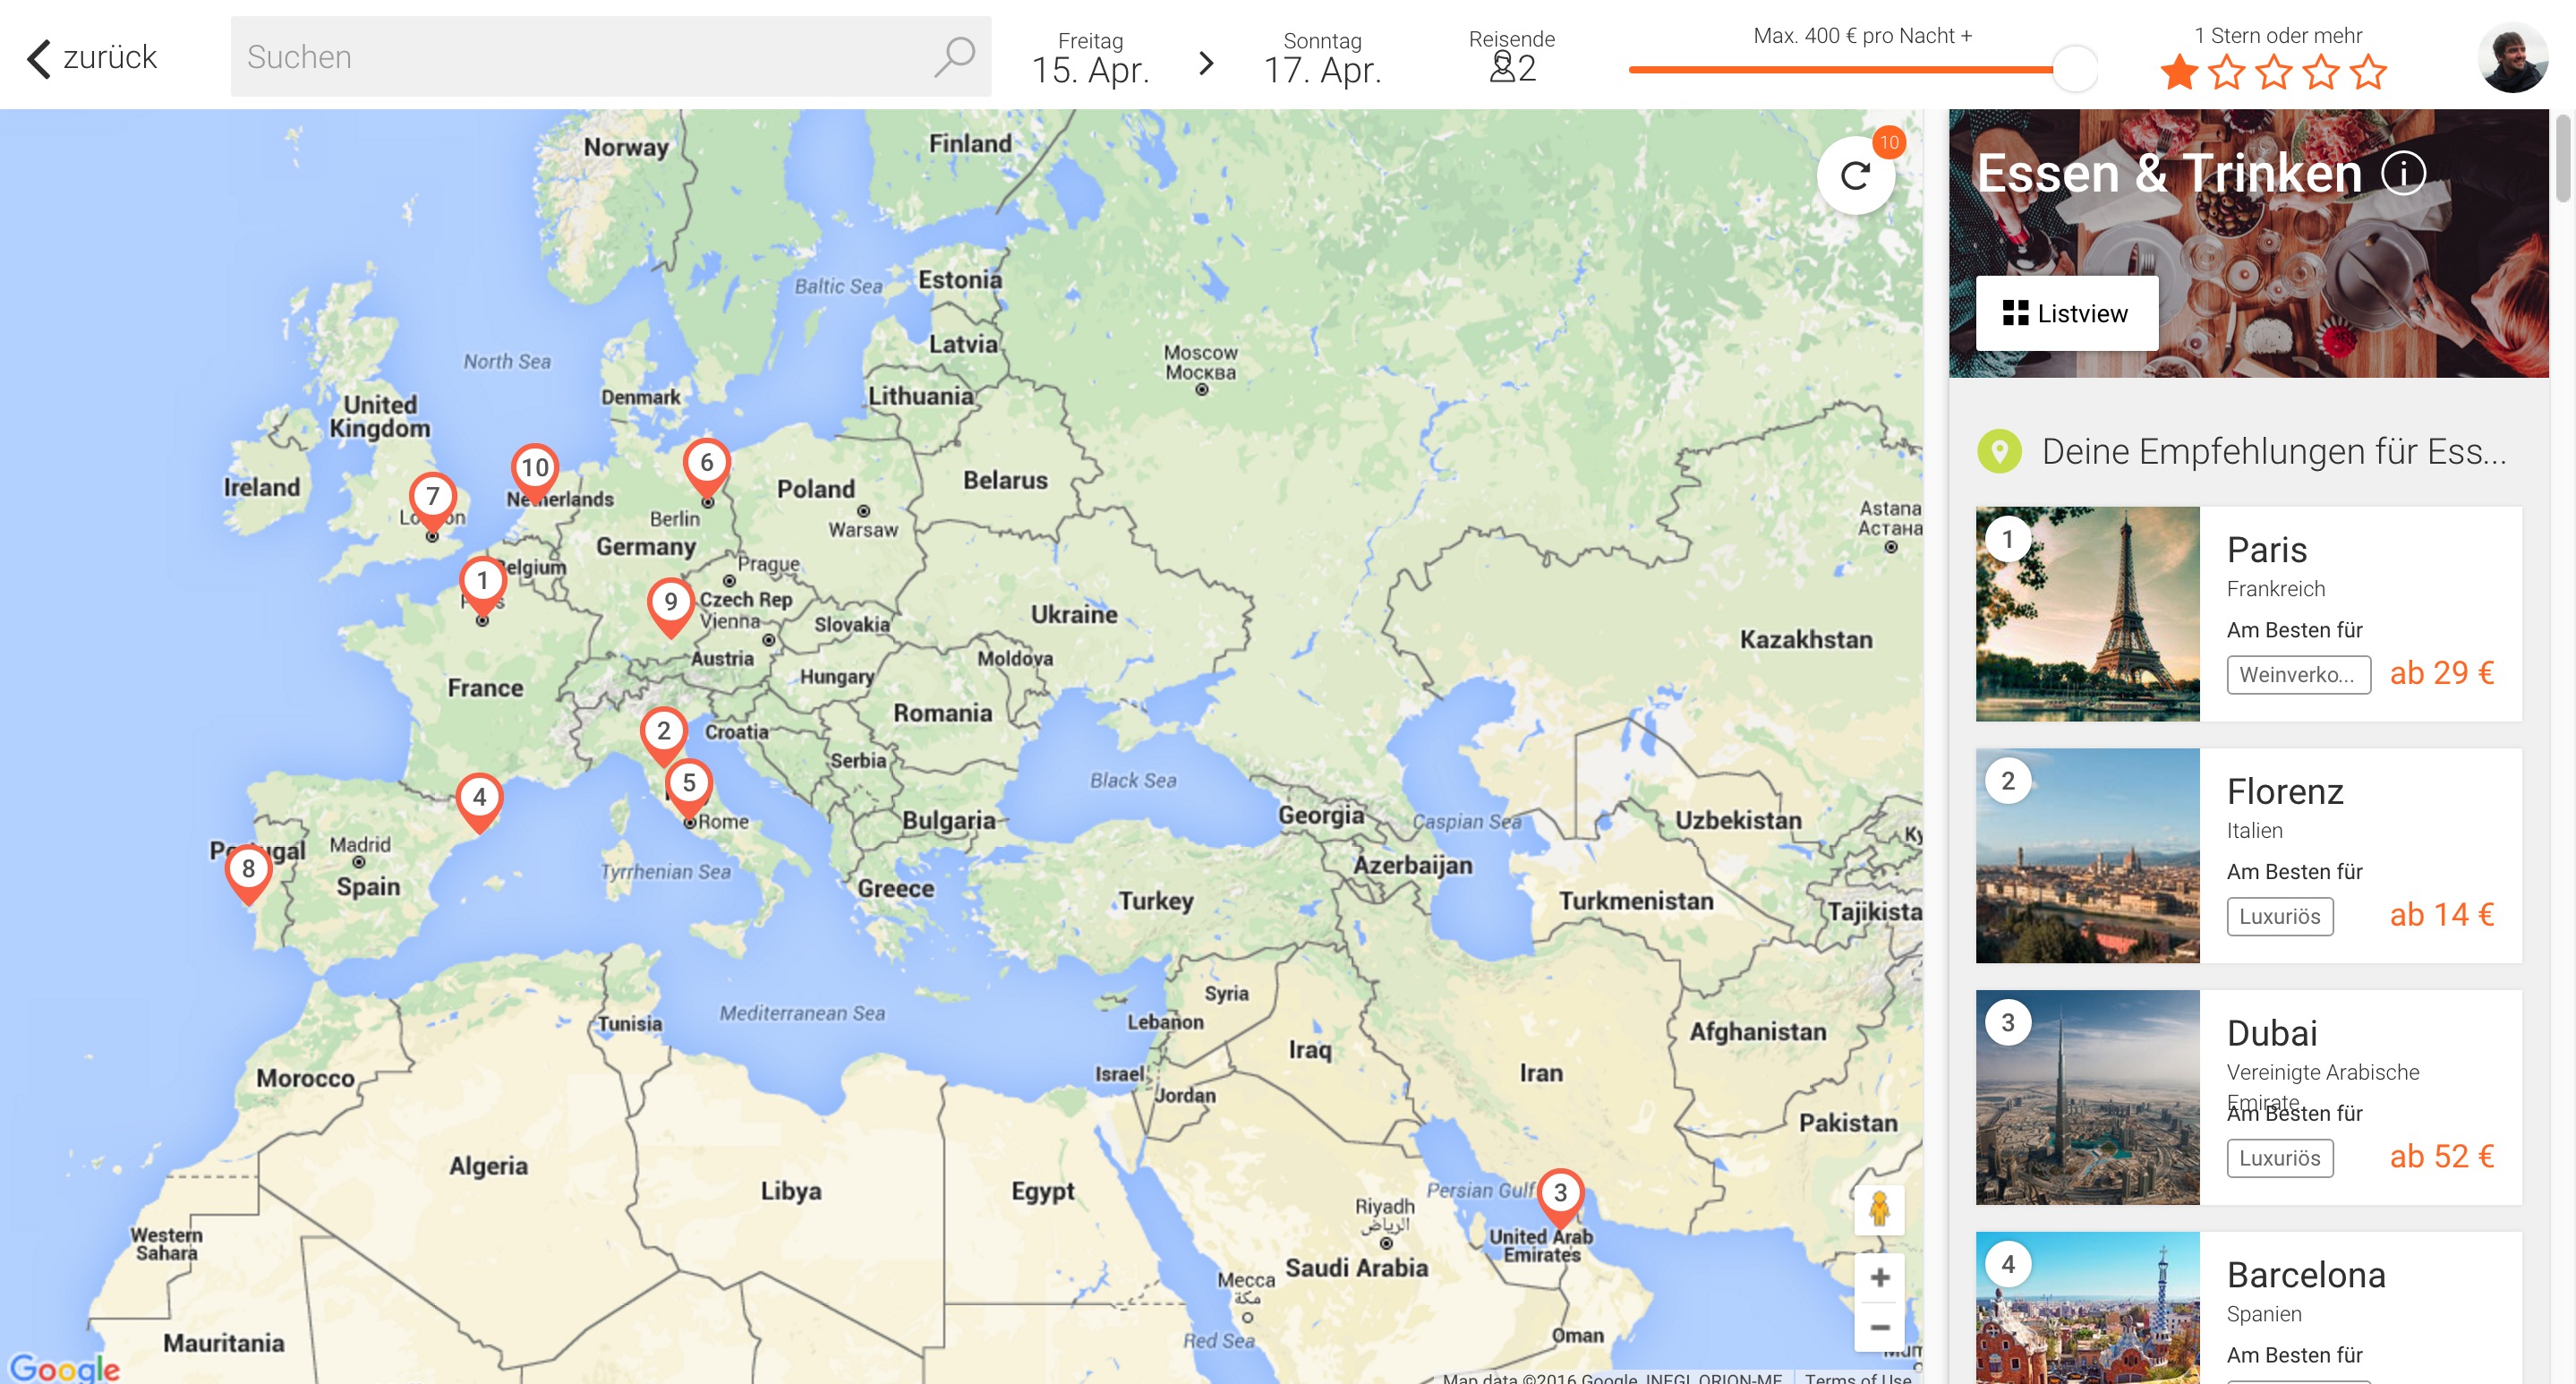 zurück
Suchen
Freitag
15. Apr.
Sonntag
17. Apr.
Reisende
2
Max. 400 € pro Nacht +
1 Stern oder mehr
10
Norway
Finland
Estonia
Baltic Sea
Latvia
North Sea
Moscow
Москва
Denmark
Lithuania
United
Kingdom
10
6
Ireland
7
Netherlands
Poland
Belarus
London
Berlin
Warsaw
Astana
Астана
Germany
1
Belgium
Prague
9
Czech Rep
Paris
Vienna
Slovakia
Ukraine
Kazakhstan
Austria
Moldova
France
Hungary
2
Croatia
Romania
Serbia
Black Sea
5
4
Rome
Bulgaria
Georgia
Caspian Sea
Uzbekistan
Ky
Portugal
Madrid
8
Spain
Tyrrhenian Sea
Greece
Azerbaijan
Turkey
Turkmenistan
Tajikista
Syria
Mediterranean Sea
Tunisia
Lebanon
Afghanistan
Iraq
Morocco
Israel
Iran
Jordan
Pakistan
Algeria
Libya
Egypt
Persian Gulf
3
Riyadh
الرياض
Western
Sahara
United Arab
Emirates
Saudi Arabia
Mecca
مكة
Mauritania
Red Sea
Oman
Google
Map data ©2016 Google, INEGI, ORION-ME
Terms of Use
Essen & Trinken
Listview
Deine Empfehlungen für Ess...
1
Paris
Frankreich
Am Besten für
Weinverko...
ab 29 €
2
Florenz
Italien
Am Besten für
Luxuriös
ab 14 €
3
Dubai
Vereinigte Arabische
Emirate
Am Besten für
Luxuriös
ab 52 €
4
Barcelona
Spanien
Am Besten für